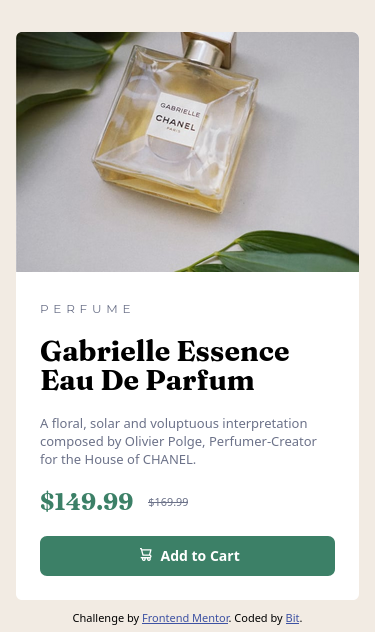 GABRIELLE
CHANEL
PARIS
PERFUME
Gabrielle Essence
Eau De Parfum
A floral, solar and voluptuous interpretation
composed by Olivier Polge, Perfumer-Creator
for the House of CHANEL.
$149.99 $169.99
Add to Cart
Challenge by Frontend Mentor. Coded by Bit.